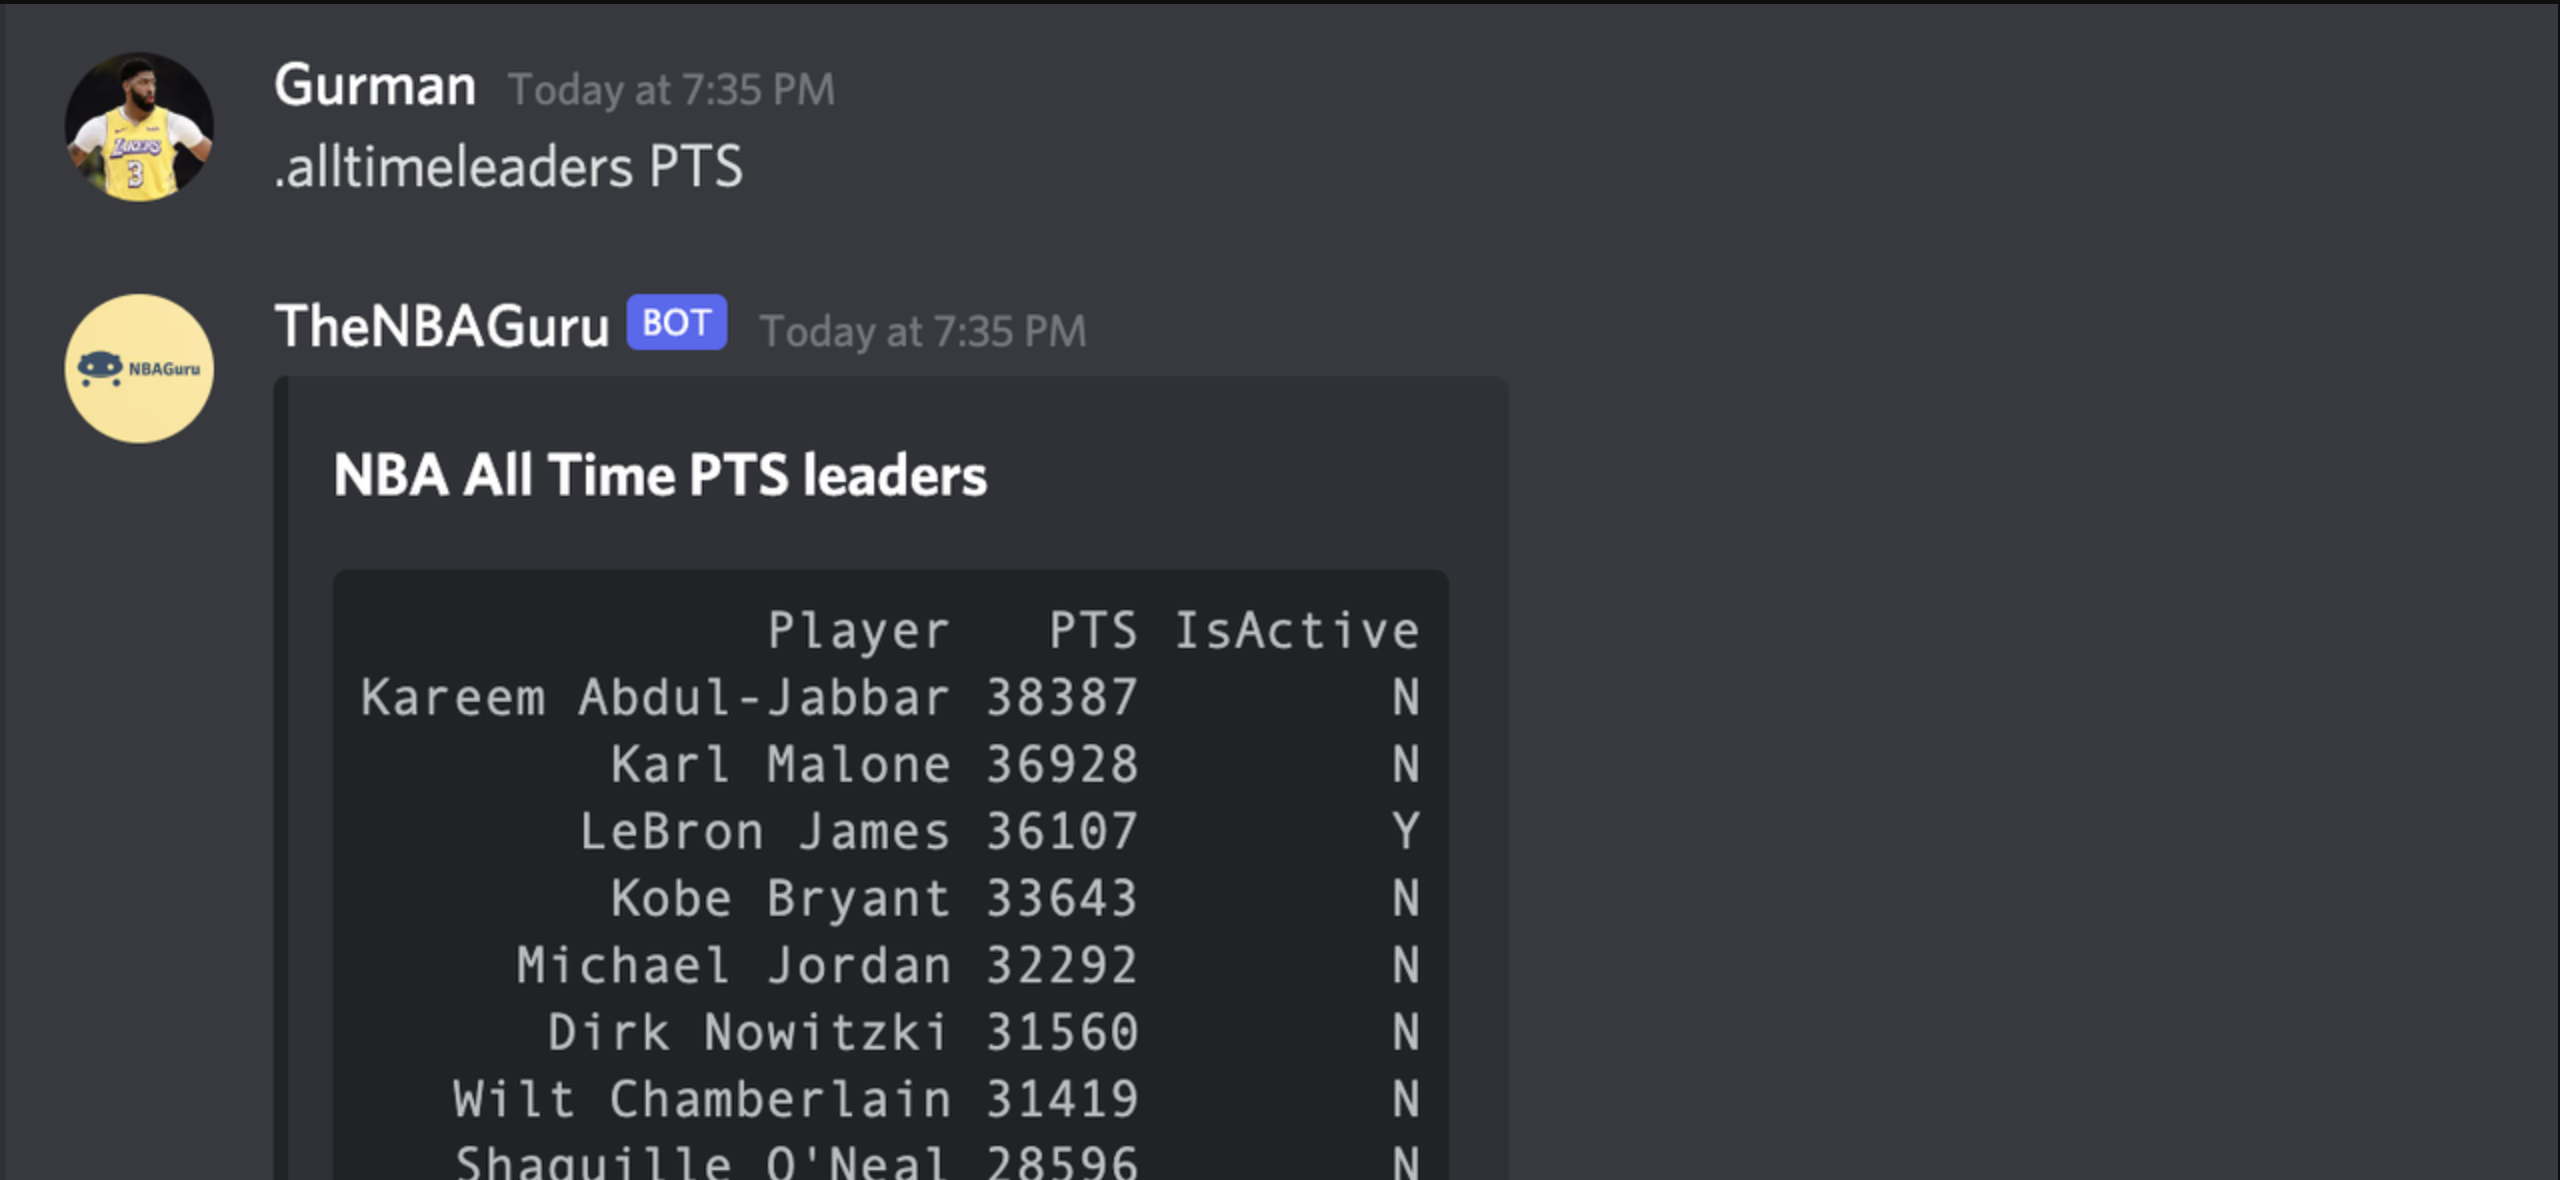 Gurman Today at 7:35 PM
.alltimeleaders PTS
LAKERS
3
TheNBAGuru BOT Today at 7:35 PM
NBAGuru
NBA All Time PTS leaders
Player PTS IsActive
Kareem Abdul-Jabbar 38387 N
Karl Malone 36928 N
LeBron James 36107 Y
Kobe Bryant 33643 N
Michael Jordan 32292 N
Dirk Nowitzki 31560 N
Wilt Chamberlain 31419 N
Shaquille O'Neal 28596 N